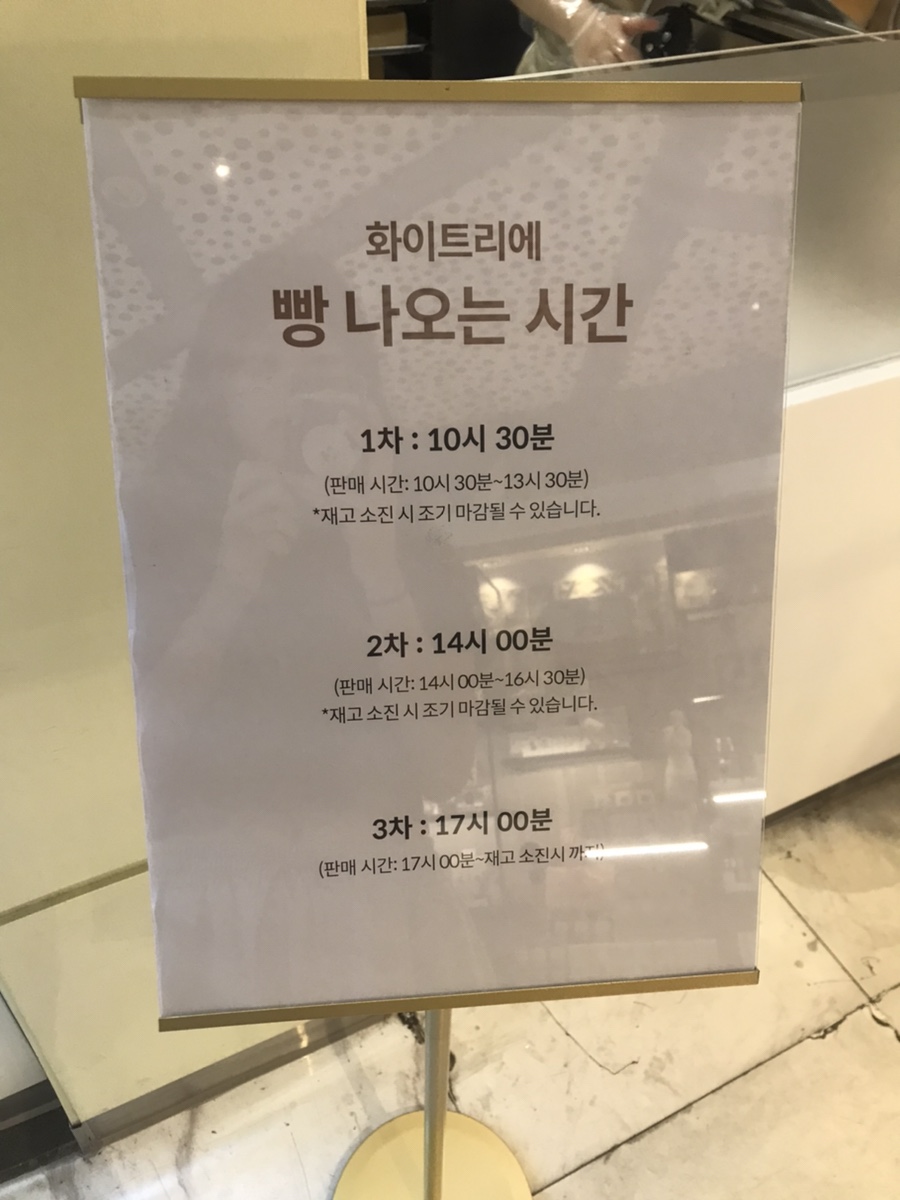 화이트리에
빵 나오는 시간
1차 : 10시 30분
(판매 시간: 10시 30분~13시 30분)
*재고 소진 시 조기 마감될 수 있습니다.
2차 : 14시 00분
(판매 시간: 14시 00분~16시 30분)
*재고 소진 시 조기 마감될 수 있습니다.
3차 : 17시 00분
(판매 시간: 17시 00분~재고 소진시 까지)